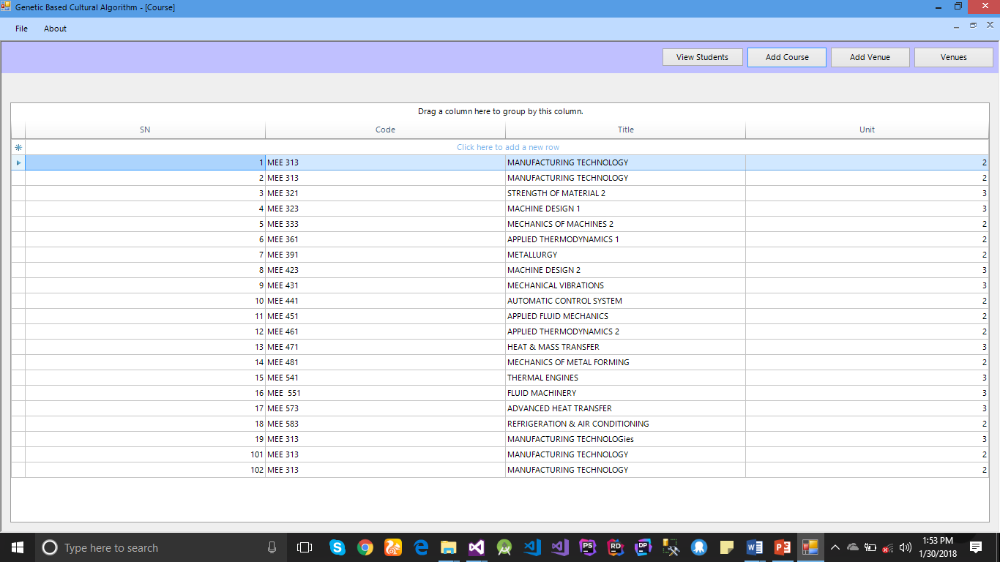 Genetic Based Cultural Algorithm - [Course]
File About
View Students Add Course Add Venue Venues
Drag a column here to group by this column.
SN Code Title Unit
Click here to add a new row
1 MEE 313 MANUFACTURING TECHNOLOGY 2
2 MEE 313 MANUFACTURING TECHNOLOGY 2
3 MEE 321 STRENGTH OF MATERIAL 2 3
4 MEE 323 MACHINE DESIGN 1 3
5 MEE 333 MECHANICS OF MACHINES 2 2
6 MEE 361 APPLIED THERMODYNAMICS 1 2
7 MEE 391 METALLURGY 2
8 MEE 423 MACHINE DESIGN 2 3
9 MEE 431 MECHANICAL VIBRATIONS 3
10 MEE 441 AUTOMATIC CONTROL SYSTEM 2
11 MEE 451 APPLIED FLUID MECHANICS 2
12 MEE 461 APPLIED THERMODYNAMICS 2 2
13 MEE 471 HEAT & MASS TRANSFER 3
14 MEE 481 MECHANICS OF METAL FORMING 2
15 MEE 541 THERMAL ENGINES 3
16 MEE  551 FLUID MACHINERY 3
17 MEE 573 ADVANCED HEAT TRANSFER 3
18 MEE 583 REFRIGERATION & AIR CONDITIONING 2
19 MEE 313 MANUFACTURING TECHNOLOGies 3
101 MEE 313 MANUFACTURING TECHNOLOGY 2
102 MEE 313 MANUFACTURING TECHNOLOGY 2
Type here to search
PS RD DP
1:53 PM
1/30/2018